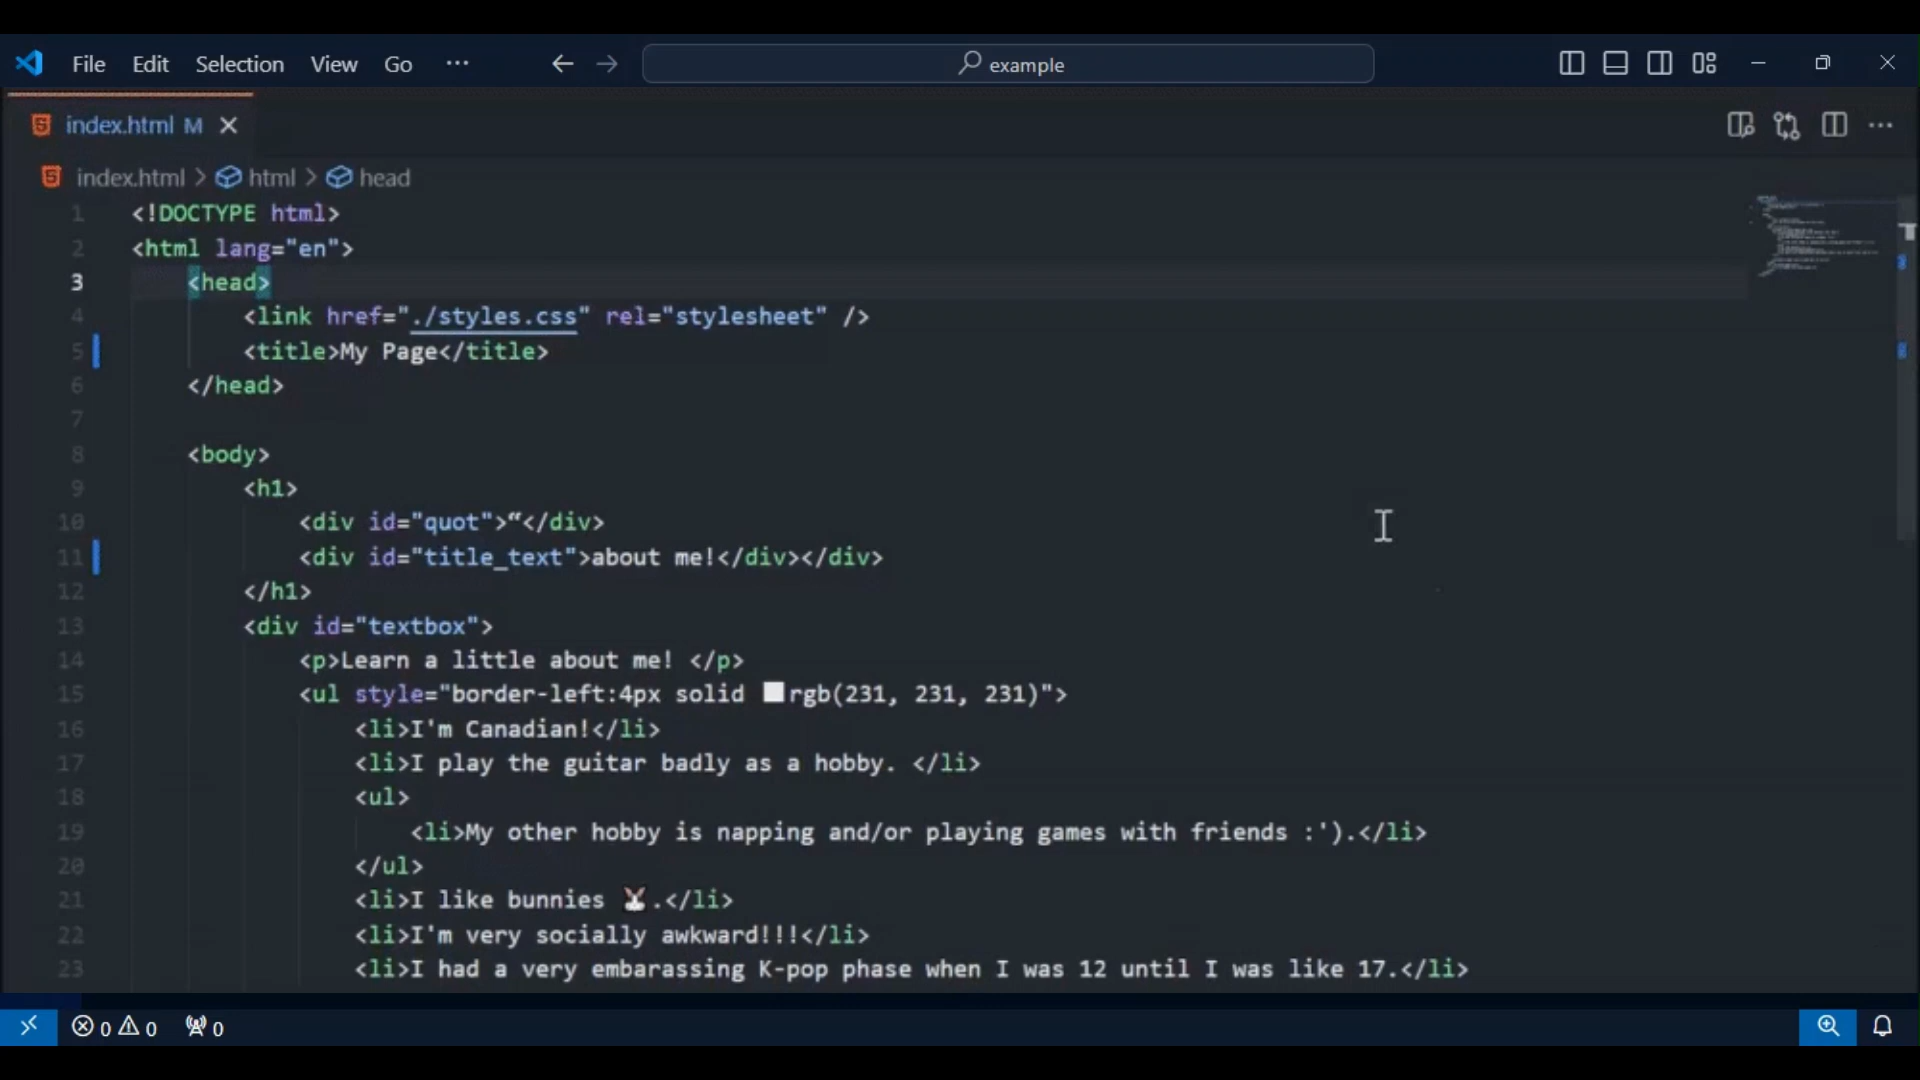 File Edit Selection View Go ··· example
index.html M
index.html > html > head
1 <!DOCTYPE html>
2 <html lang="en">
3 <head>
4 <link href="./styles.css" rel="stylesheet" />
5 <title>My Page</title>
6 </head>
7
8 <body>
9 <h1>
10 <div id="quot">“</div>
11 <div id="title_text">about me!</div></div>
12 </h1>
13 <div id="textbox">
14 <p>Learn a little about me! </p>
15 <ul style="border-left:4px solid rgb(231, 231, 231)">
16 <li>I'm Canadian!</li>
17 <li>I play the guitar badly as a hobby. </li>
18 <ul>
19 <li>My other hobby is napping and/or playing games with friends :').</li>
20 </ul>
21 <li>I like bunnies 🐰.</li>
22 <li>I'm very socially awkward!!!</li>
23 <li>I had a very embarassing K-pop phase when I was 12 until I was like 17.</li>
0 0 0